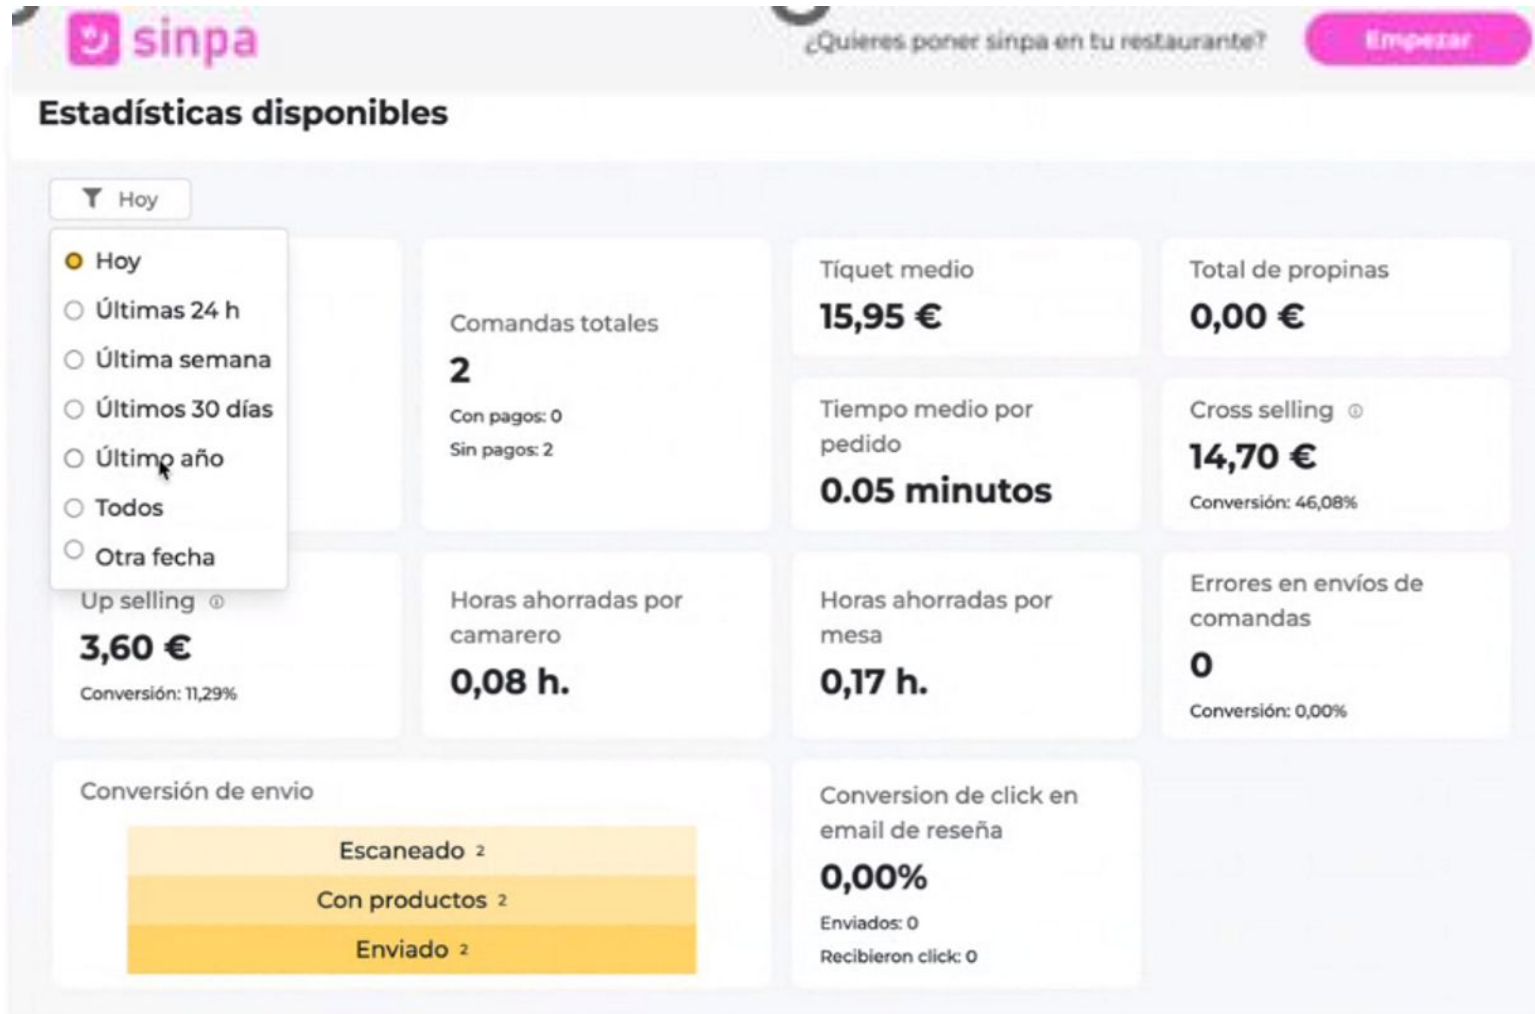 sinpa
¿Quieres poner sinpa en tu restaurante?
Empezar
Estadísticas disponibles
Hoy
Hoy
Últimas 24 h
Última semana
Últimos 30 días
Último año
Todos
Otra fecha
Comandas totales
2
Con pagos: 0
Sin pagos: 2
Tíquet medio
15,95 €
Total de propinas
0,00 €
Tiempo medio por
pedido
0.05 minutos
Cross selling
14,70 €
Conversión: 46,08%
Up selling
3,60 €
Conversión: 11,29%
Horas ahorradas por
camarero
0,08 h.
Horas ahorradas por
mesa
0,17 h.
Errores en envíos de
comandas
0
Conversión: 0,00%
Conversión de envio
Escaneado 2
Con productos 2
Enviado 2
Conversion de click en
email de reseña
0,00%
Enviados: 0
Recibieron click: 0